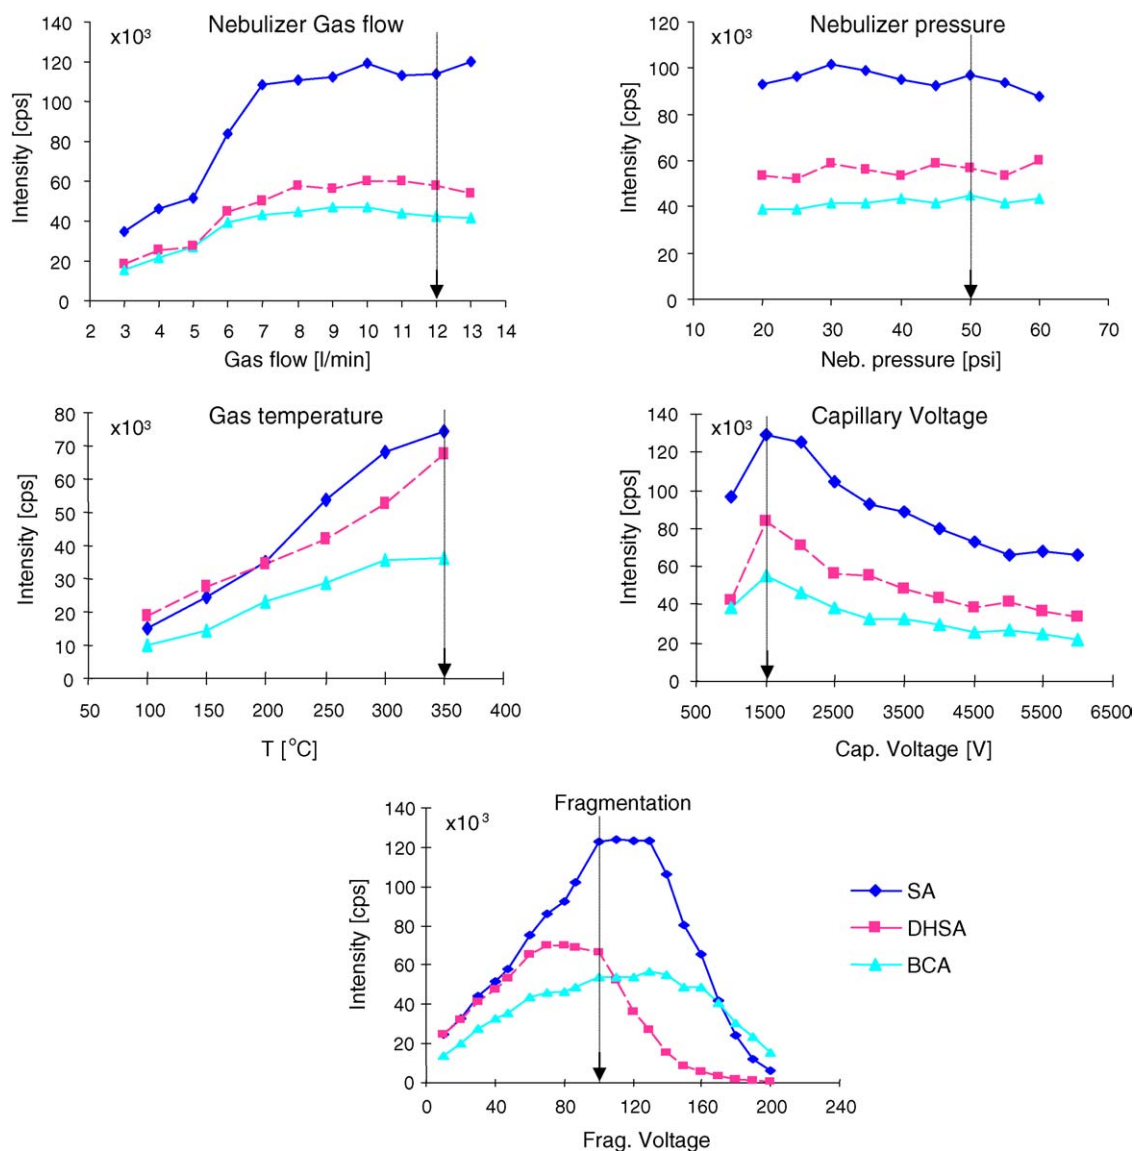 Nebulizer Gas flow
x10³
Intensity [cps]
140
120
100
80
60
40
20
0
2 3 4 5 6 7 8 9 10 11 12 13 14
Gas flow [l/min]
Nebulizer pressure
x10³
Intensity [cps]
120
100
80
60
40
20
0
10 20 30 40 50 60 70
Neb. pressure [psi]
Gas temperature
x10³
Intensity [cps]
80
70
60
50
40
30
20
10
0
50 100 150 200 250 300 350 400
T [°C]
Capillary Voltage
x10³
Intensity [cps]
140
120
100
80
60
40
20
0
500 1500 2500 3500 4500 5500 6500
Cap. Voltage [V]
Fragmentation
x10³
Intensity [cps]
140
120
100
80
60
40
20
0
0 40 80 120 160 200 240
Frag. Voltage
SA
DHSA
BCA